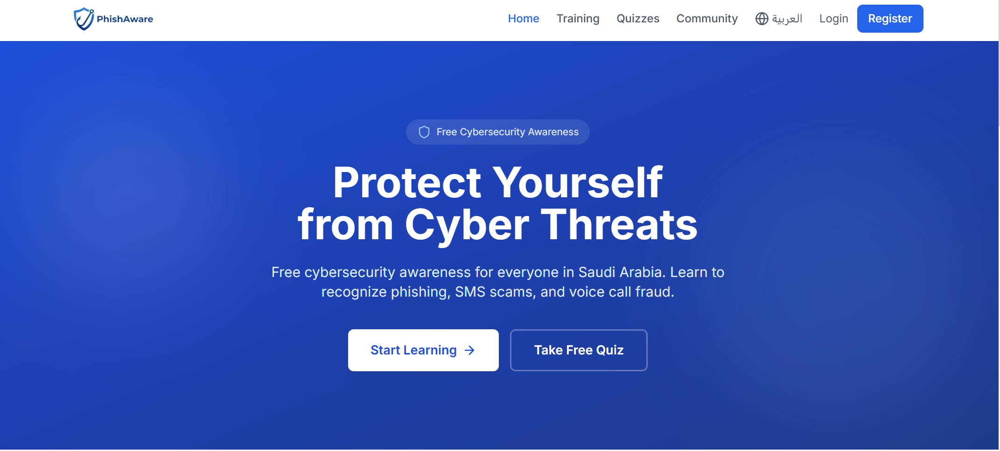 PhishAware
Home
Training
Quizzes
Community
العربية
Login
Register
Free Cybersecurity Awareness
Protect Yourself
from Cyber Threats
Free cybersecurity awareness for everyone in Saudi Arabia. Learn to
recognize phishing, SMS scams, and voice call fraud.
Start Learning →
Take Free Quiz